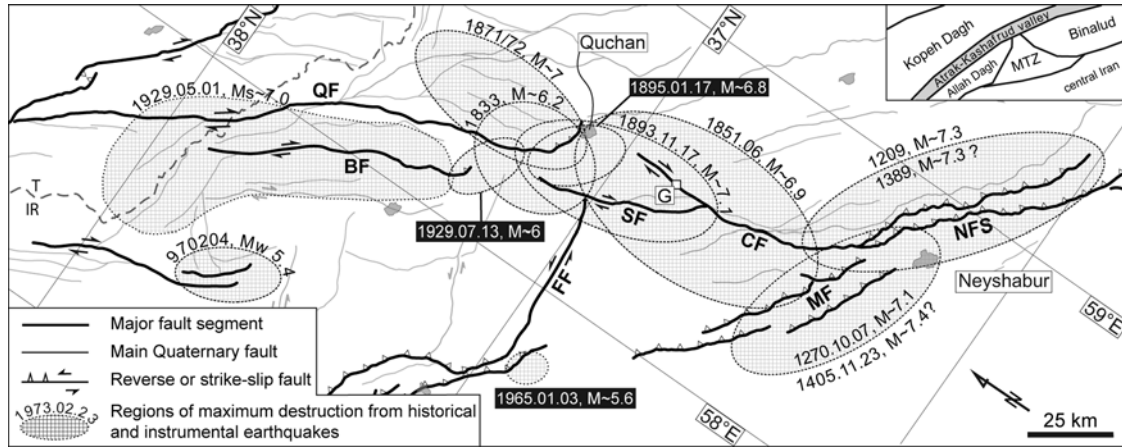 38°N
37°N
Kopeh Dagh
Atrak-Kashafrud valley
Binalud
Allah Dagh
MTZ
central Iran
1871/72, M~7
Quchan
1895.01.17, M~6.8
1929.05.01, Ms~7.0
QF
1833, M~6.2
1893.11.17, M~7.1
1851.06, M~6.9
1209, M~7.3
1389, M~7.3 ?
BF
G
T
IR
SF
CF
NFS
1929.07.13, M~6
970204, Mw 5.4
FF
MF
Neyshabur
59°E
1270.10.07, M~7.1
1405.11.23, M~7.4?
1965.01.03, M~5.6
58°E
N
25 km
Major fault segment
Main Quaternary fault
Reverse or strike-slip fault
1973.02.23
Regions of maximum destruction from historical
and instrumental earthquakes